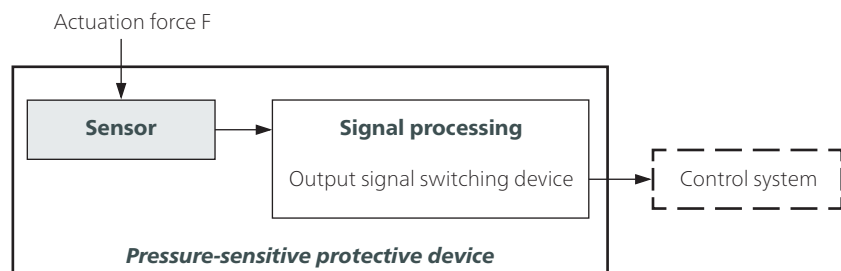 Actuation force F
Sensor
Signal processing
Output signal switching device
Control system
Pressure-sensitive protective device